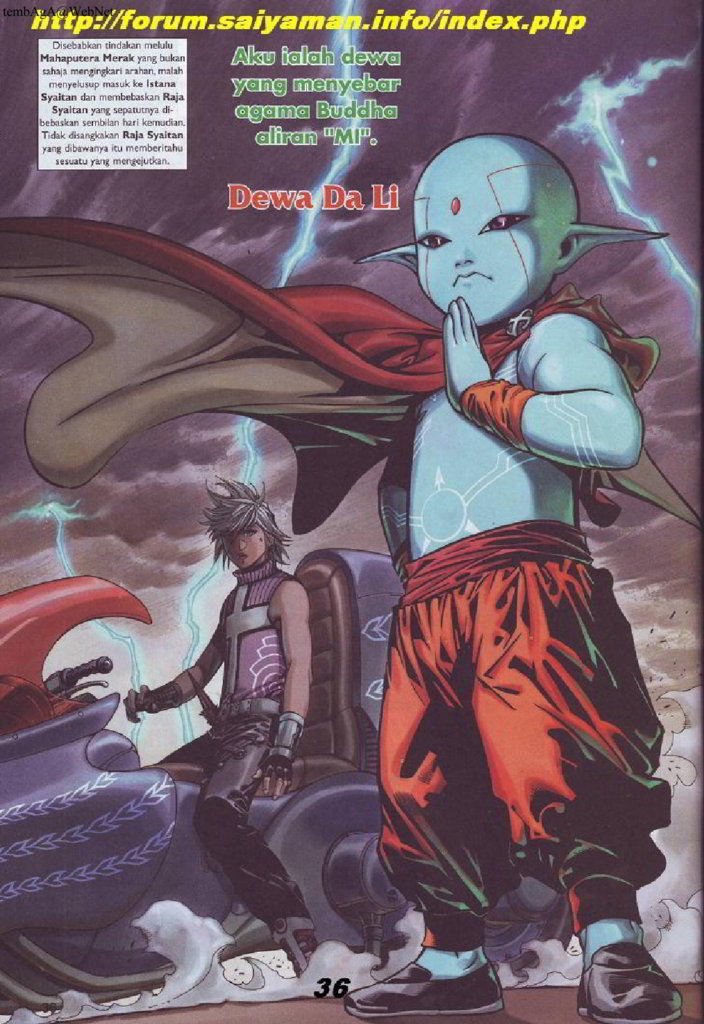 tembAgA@WebNet
http://forum.saiyaman.info/index.php
Disebabkan tindakan melulu
Mahaputera Merak yang bukan
sahaja mengingkari arahan, malah
menyelusup masuk ke Istana
Syaitan dan membebaskan Raja
Syaitan yang sepatutnya di-
bebaskan sembilan hari kemudian.
Tidak disangkakan Raja Syaitan
yang dibawanya itu memberitahu
sesuatu yang mengejutkan.
Aku ialah dewa
yang menyebar
agama Buddha
aliran "MI".
Dewa Da Li
36